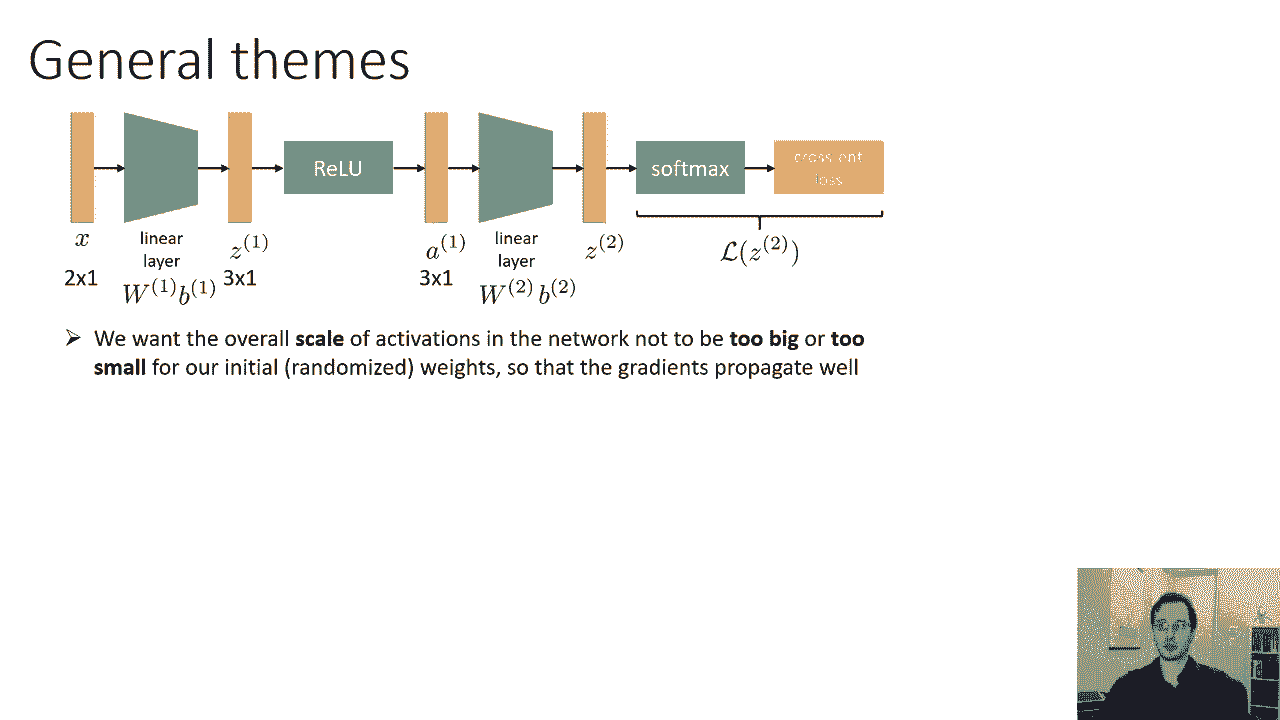 General themes
ReLU
softmax
cross-ent
loss
x
linear
layer
z^{(1)}
a^{(1)}
linear
layer
z^{(2)}
\mathcal{L}(z^{(2)})
2x1
W^{(1)} b^{(1)}
3x1
3x1
W^{(2)} b^{(2)}
➢ We want the overall scale of activations in the network not to be too big or too
small for our initial (randomized) weights, so that the gradients propagate well